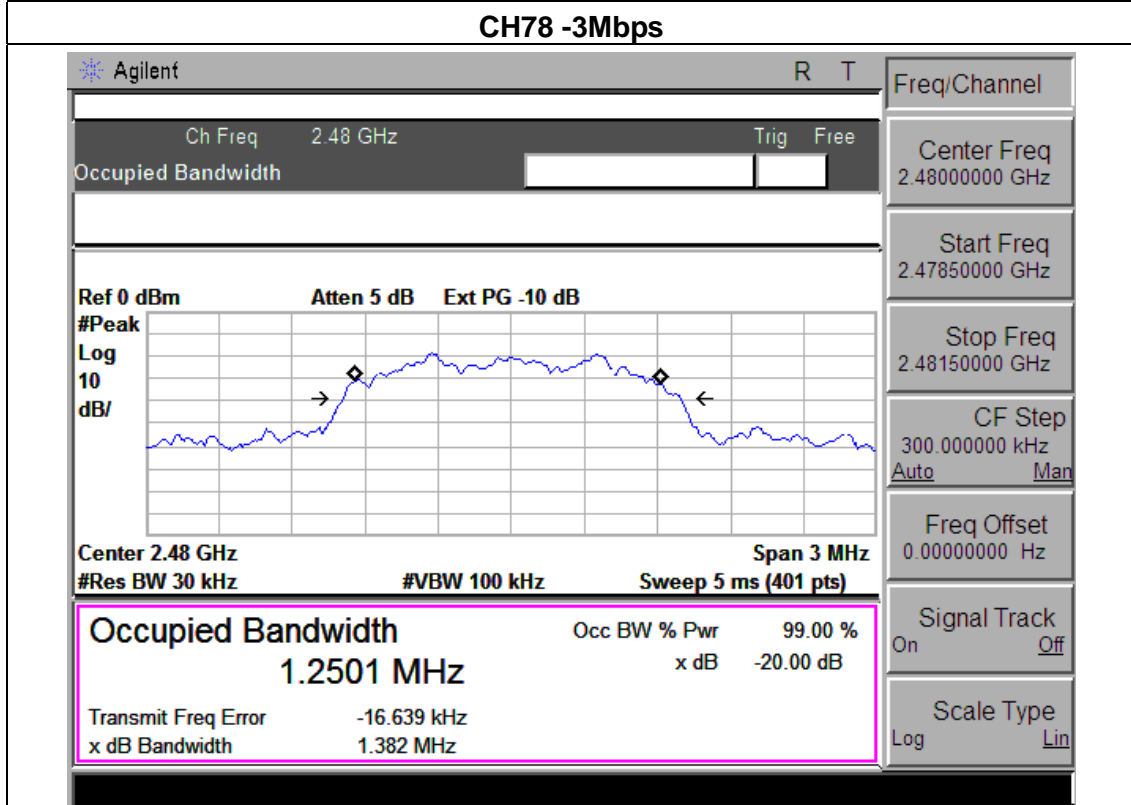 CH78 -3Mbps
Agilent R T
Ch Freq 2.48 GHz Trig Free
Occupied Bandwidth
Ref 0 dBm Atten 5 dB Ext PG -10 dB
#Peak
Log
10
dB/
Center 2.48 GHz Span 3 MHz
#Res BW 30 kHz #VBW 100 kHz Sweep 5 ms (401 pts)
Occupied Bandwidth Occ BW % Pwr 99.00 %
1.2501 MHz x dB -20.00 dB
Transmit Freq Error -16.639 kHz
x dB Bandwidth 1.382 MHz
Freq/Channel
Center Freq
2.48000000 GHz
Start Freq
2.47850000 GHz
Stop Freq
2.48150000 GHz
CF Step
300.000000 kHz
Auto Man
Freq Offset
0.00000000 Hz
Signal Track
On Off
Scale Type
Log Lin